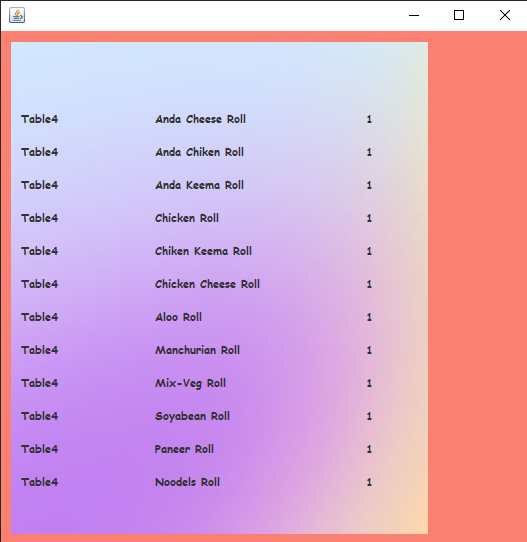 Table4 Anda Cheese Roll 1
Table4 Anda Chiken Roll 1
Table4 Anda Keema Roll 1
Table4 Chicken Roll 1
Table4 Chiken Keema Roll 1
Table4 Chicken Cheese Roll 1
Table4 Aloo Roll 1
Table4 Manchurian Roll 1
Table4 Mix-Veg Roll 1
Table4 Soyabean Roll 1
Table4 Paneer Roll 1
Table4 Noodels Roll 1